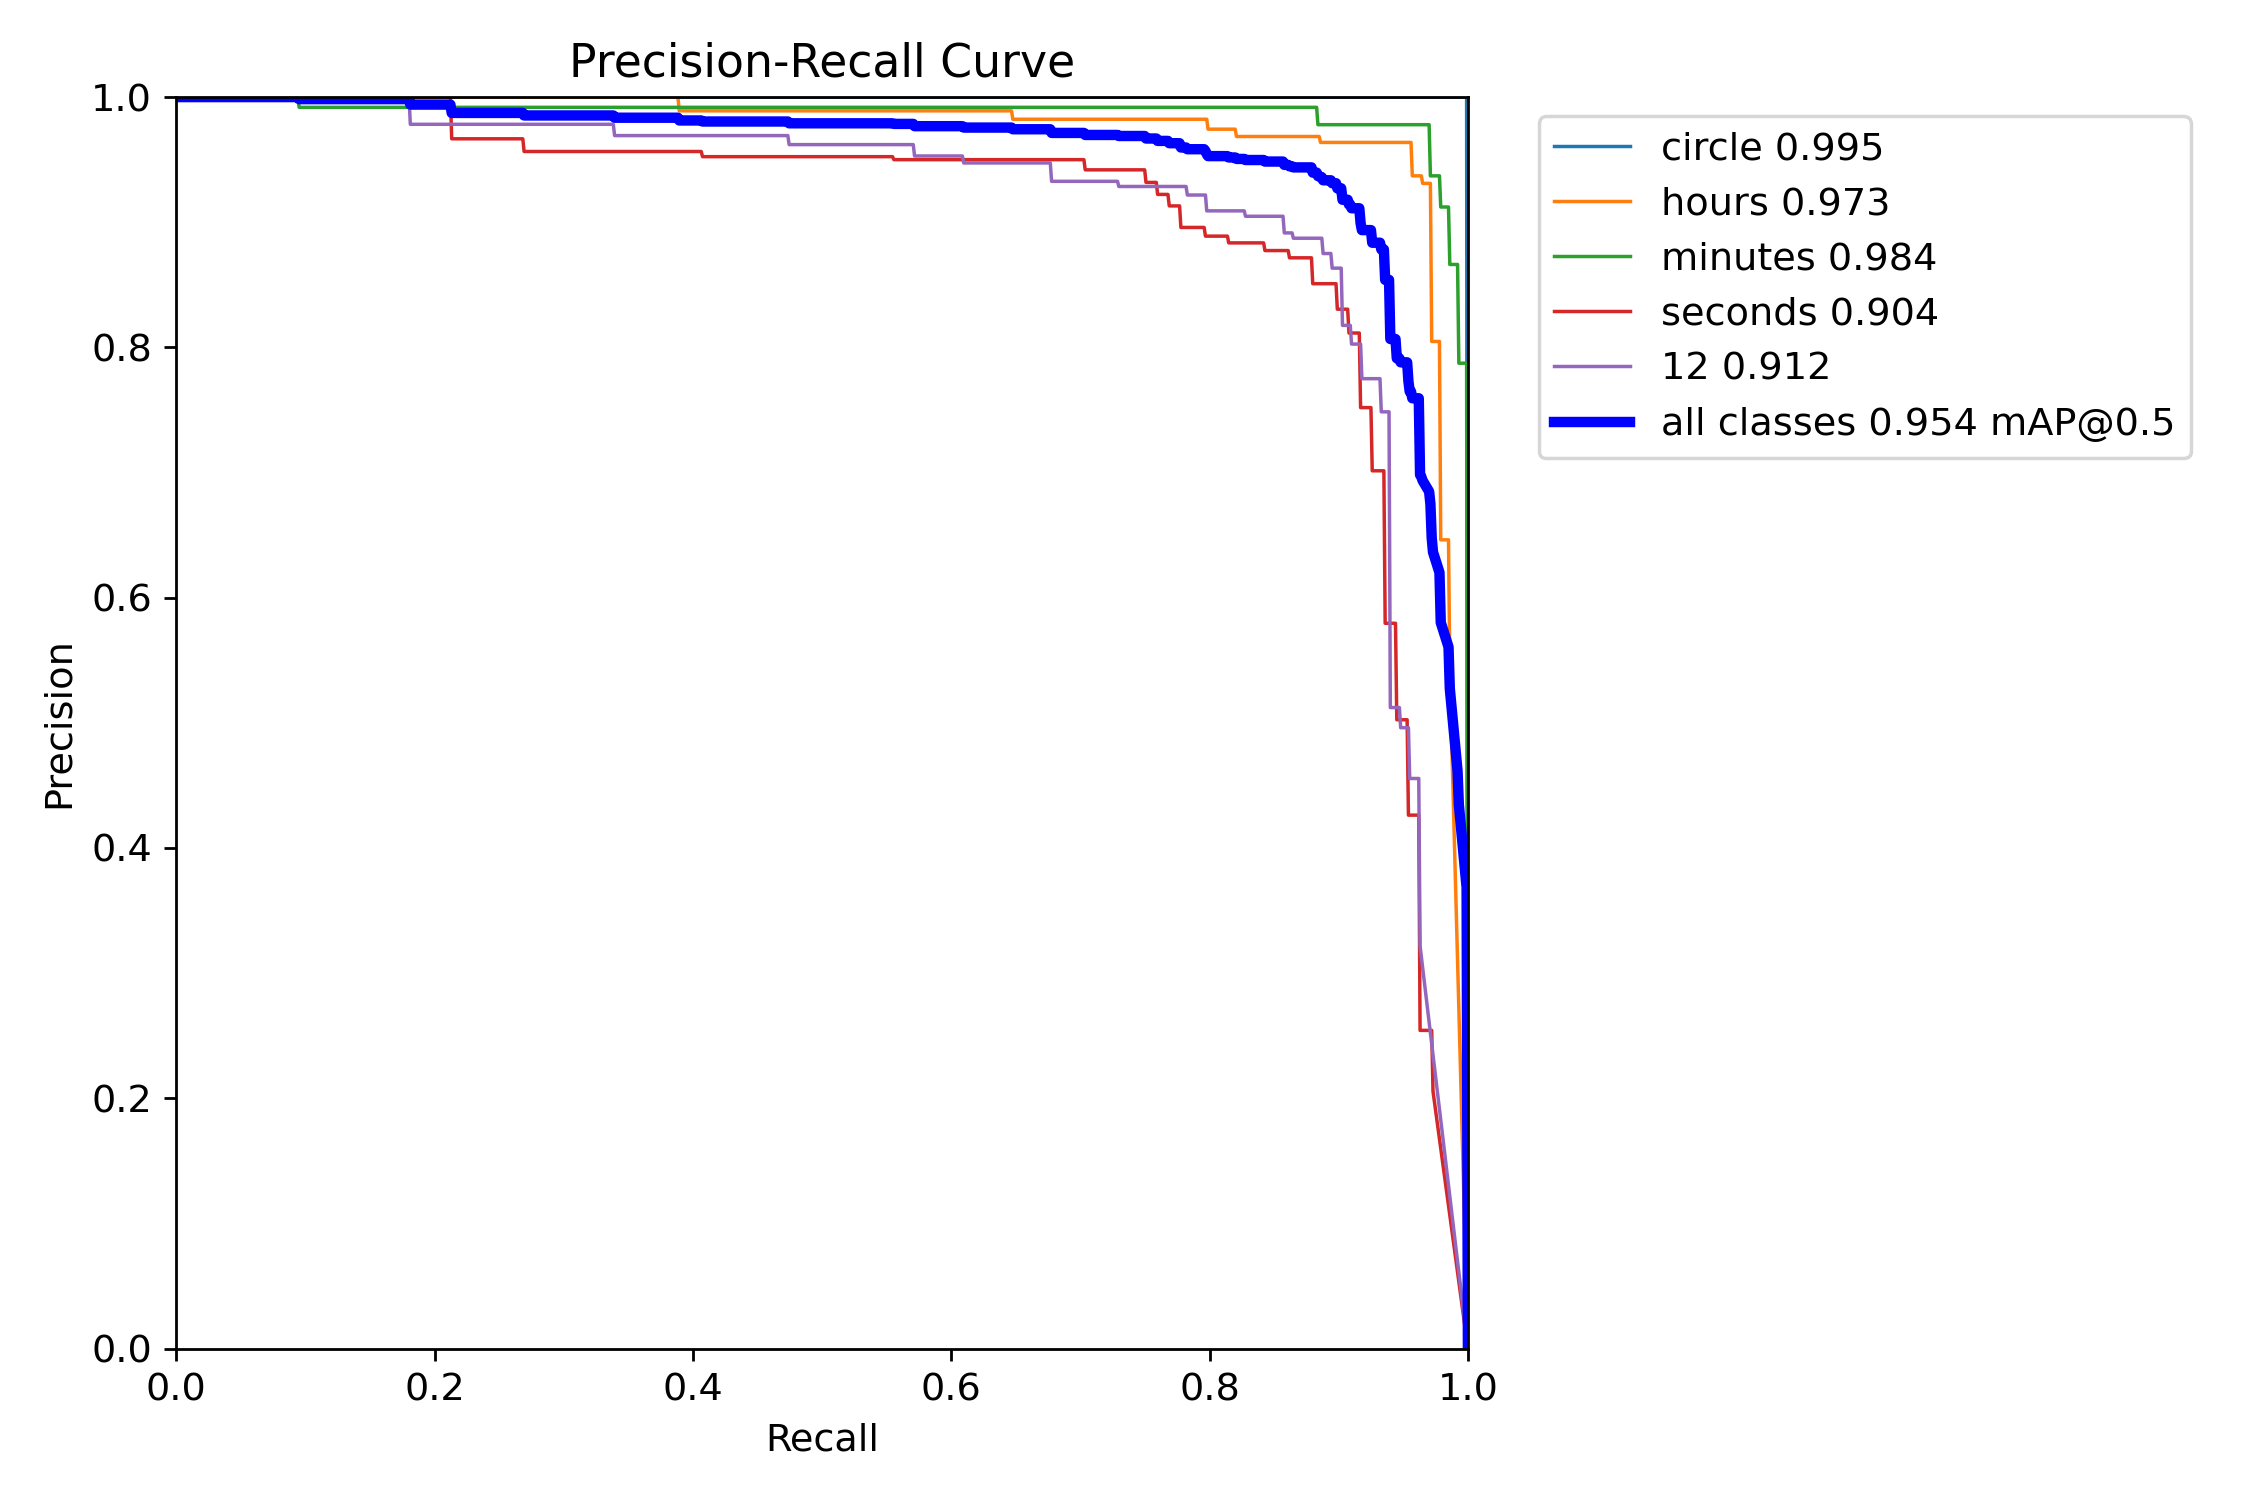 Precision-Recall Curve
1.0
0.8
0.6
0.4
0.2
0.0
Precision
0.0 0.2 0.4 0.6 0.8 1.0
Recall
circle 0.995
hours 0.973
minutes 0.984
seconds 0.904
12 0.912
all classes 0.954 mAP@0.5